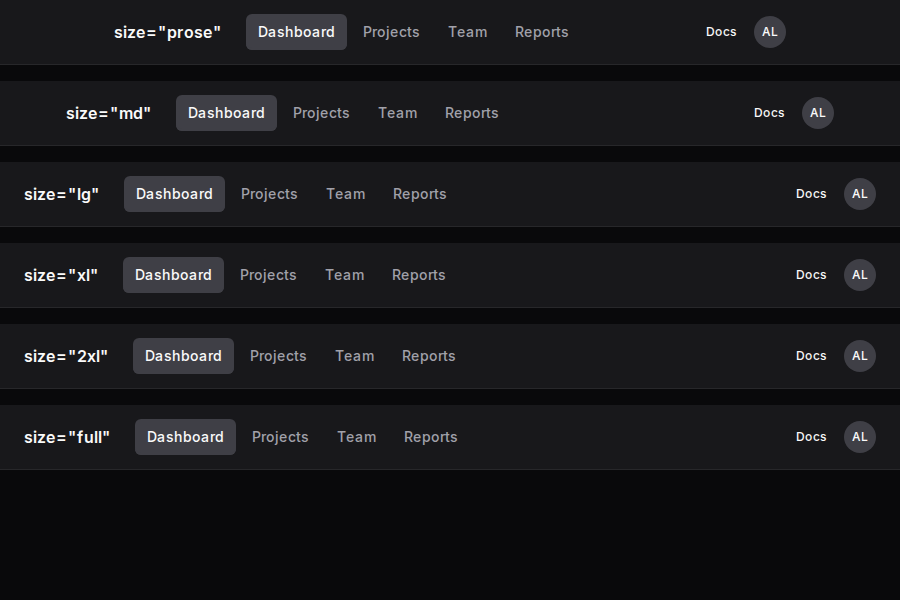 size="prose" Dashboard Projects Team Reports Docs AL
size="md" Dashboard Projects Team Reports Docs AL
size="lg" Dashboard Projects Team Reports Docs AL
size="xl" Dashboard Projects Team Reports Docs AL
size="2xl" Dashboard Projects Team Reports Docs AL
size="full" Dashboard Projects Team Reports Docs AL